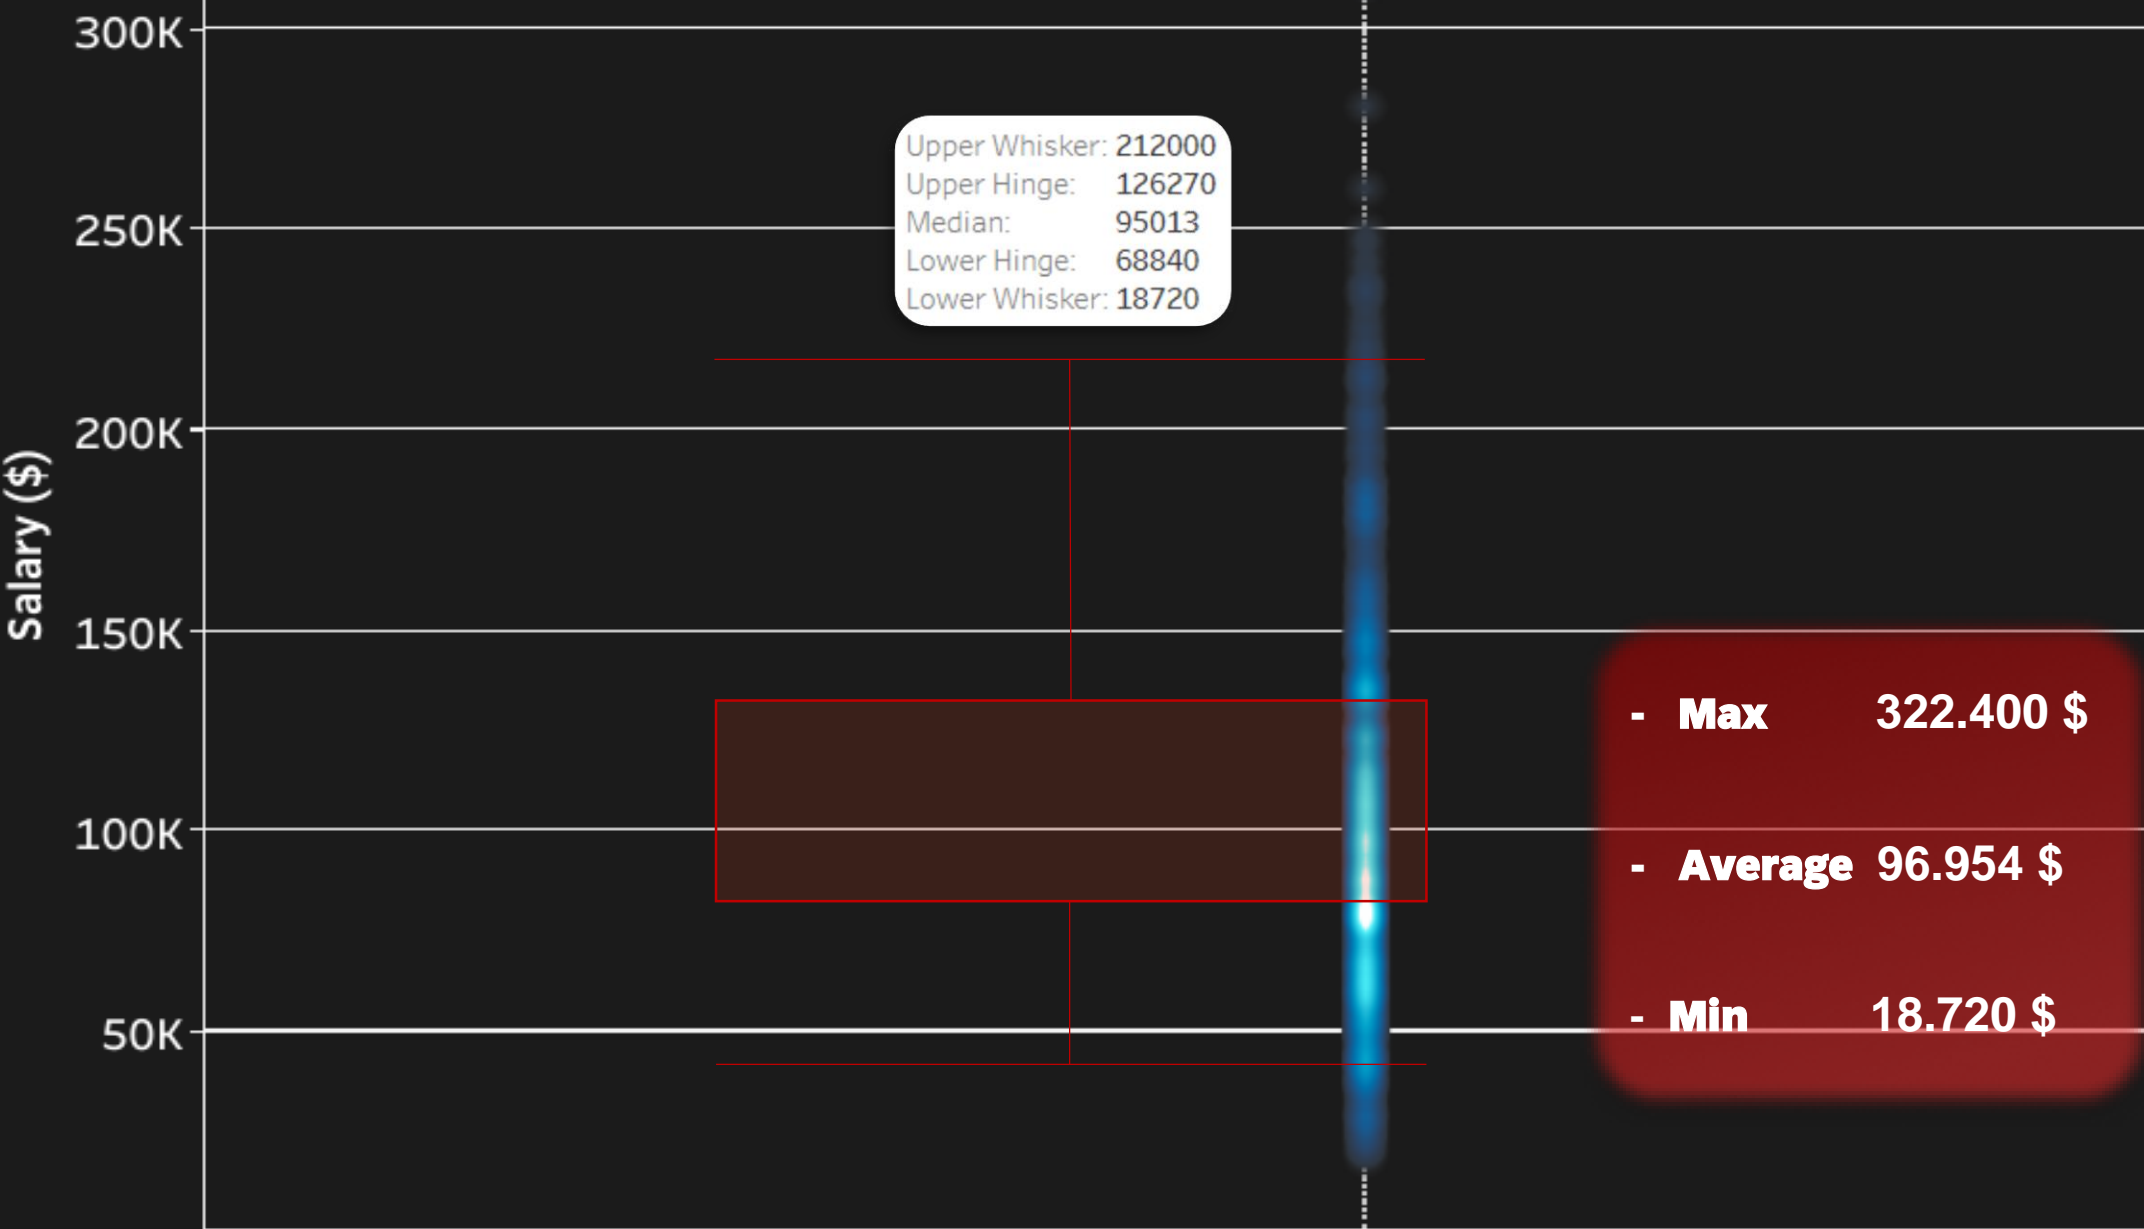 300K
250K
200K
150K
100K
50K
Salary ($)
Upper Whisker: 212000
Upper Hinge: 126270
Median: 95013
Lower Hinge: 68840
Lower Whisker: 18720
- Max 322.400 $
- Average 96.954 $
- Min 18.720 $